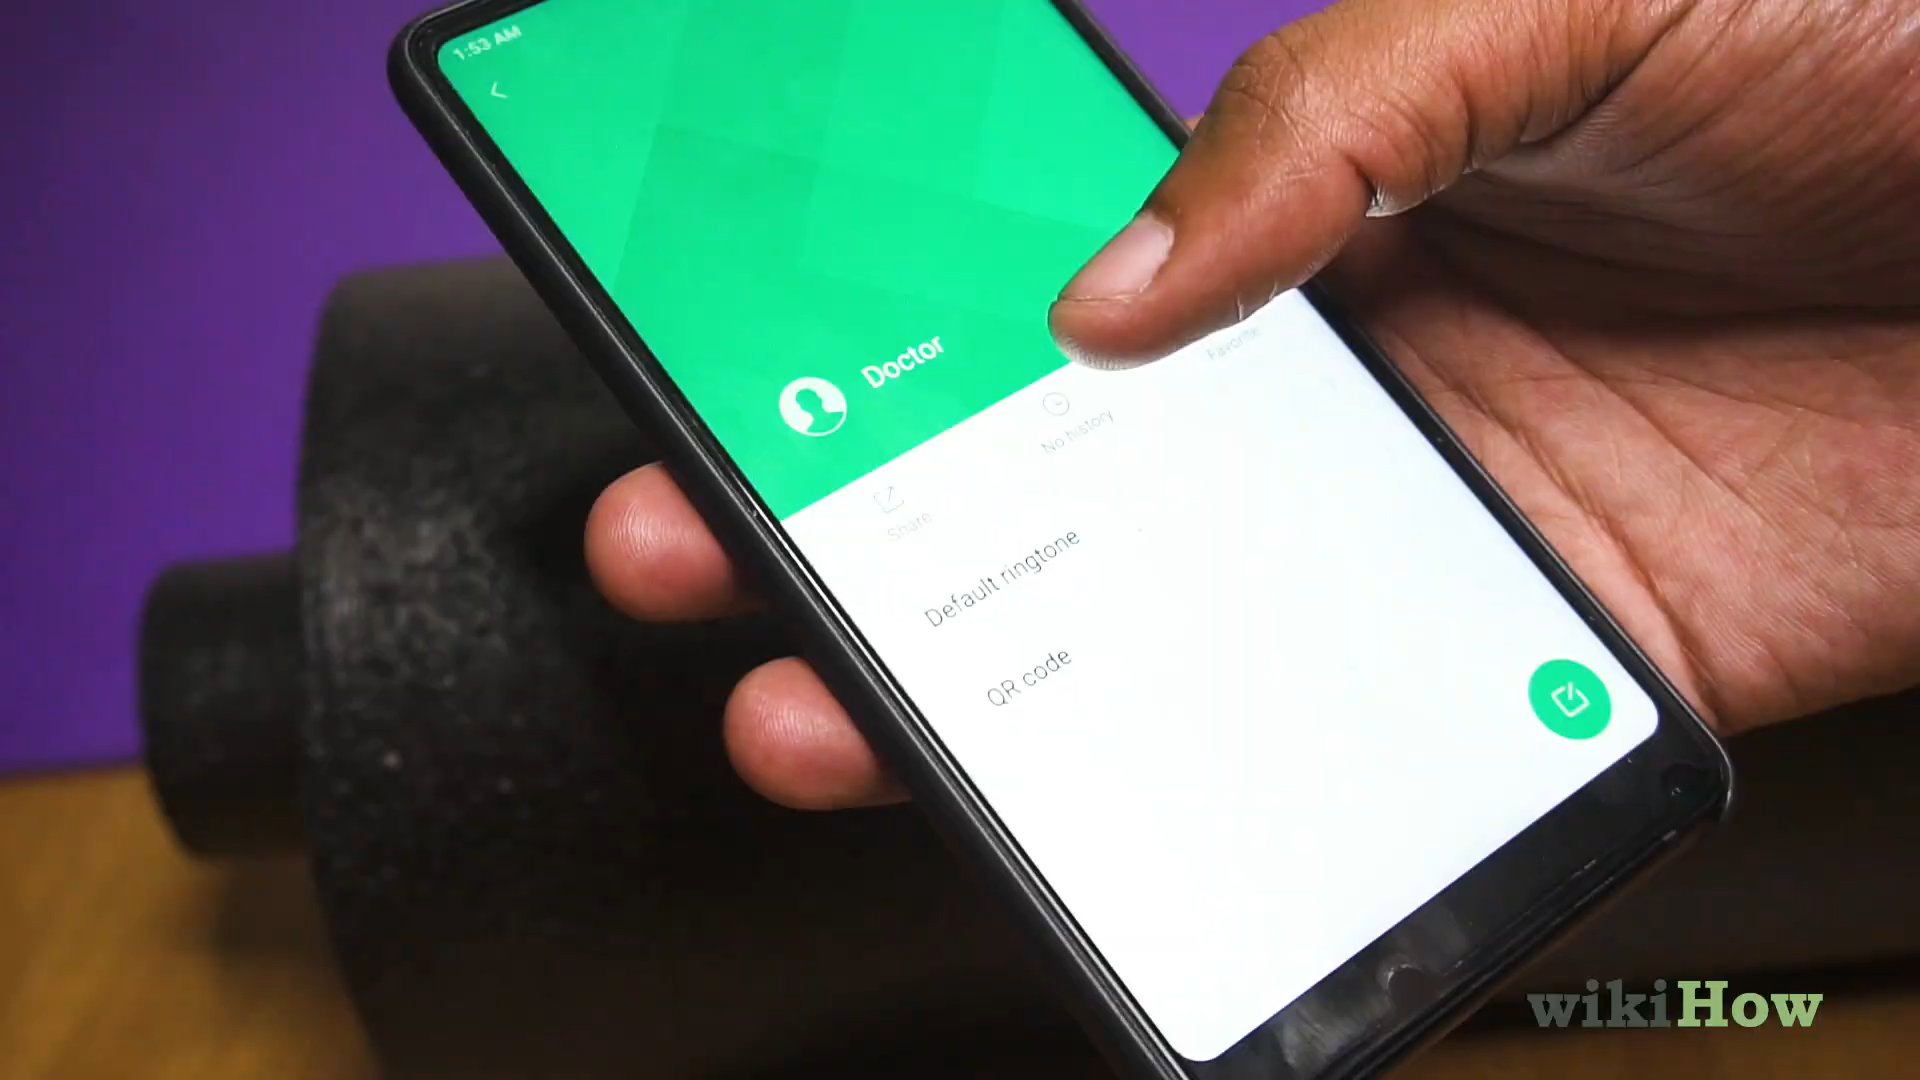 1:53 AM
Doctor
Favorite
No history
Share
Default ringtone
QR code
wikiHow